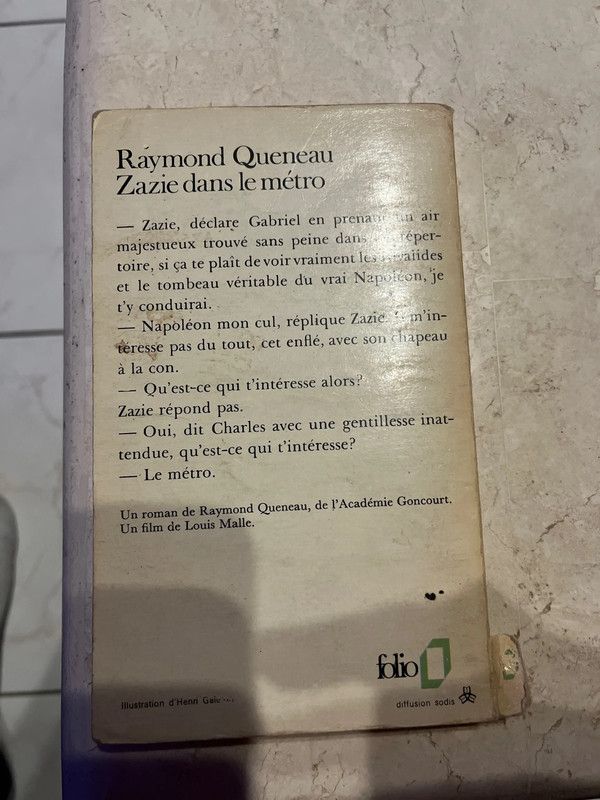 Raymond Queneau
Zazie dans le métro
— Zazie, déclare Gabriel en prenant un air
majestueux trouvé sans peine dans réper-
toire, si ça te plaît de voir vraiment les Invalides
et le tombeau véritable du vrai Napoléon, je
t'y conduirai.
— Napoléon mon cul, réplique Zazie. m'in-
téresse pas du tout, cet enflé, avec son chapeau
à la con.
— Qu'est-ce qui t'intéresse alors?
Zazie répond pas.
— Oui, dit Charles avec une gentillesse inat-
tendue, qu'est-ce qui t'intéresse?
— Le métro.
Un roman de Raymond Queneau, de l'Académie Goncourt.
Un film de Louis Malle.
folio
Illustration d'Henri
diffusion sodis